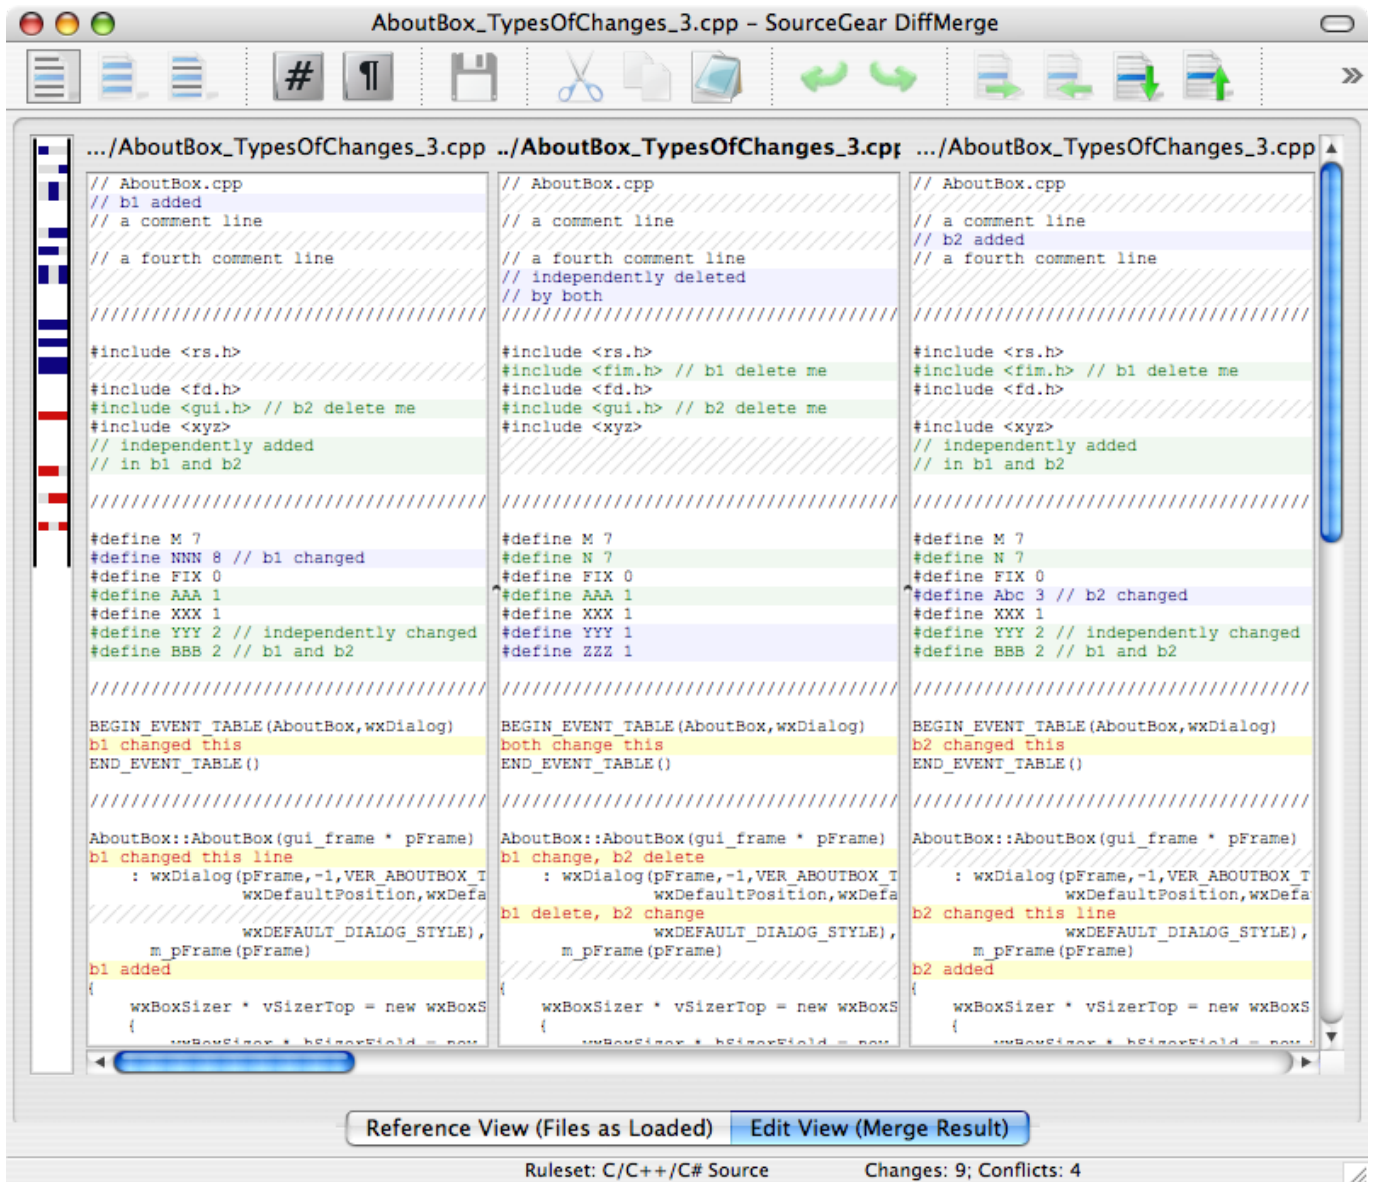 AboutBox_TypesOfChanges_3.cpp – SourceGear DiffMerge
# ¶ »
.../AboutBox_TypesOfChanges_3.cpp
// AboutBox.cpp
// b1 added
// a comment line
// a fourth comment line
///////////////////////////////////////
#include <rs.h>
#include <fd.h>
#include <gui.h> // b2 delete me
#include <xyz>
// independently added
// in b1 and b2
///////////////////////////////////////
#define M 7
#define NNN 8 // b1 changed
#define FIX 0
#define AAA 1
#define XXX 1
#define YYY 2 // independently changed
#define BBB 2 // b1 and b2
///////////////////////////////////////
BEGIN_EVENT_TABLE(AboutBox,wxDialog)
b1 changed this
END_EVENT_TABLE()
///////////////////////////////////////
AboutBox::AboutBox(gui_frame * pFrame)
b1 changed this line
: wxDialog(pFrame,-1,VER_ABOUTBOX_T
wxDefaultPosition,wxDefa
wxDEFAULT_DIALOG_STYLE),
m_pFrame(pFrame)
b1 added
{
wxBoxSizer * vSizerTop = new wxBoxS
{
wxBoxSizer * hSizerField = new
../AboutBox_TypesOfChanges_3.cpp
// AboutBox.cpp
// a comment line
// a fourth comment line
// independently deleted
// by both
///////////////////////////////////////
#include <rs.h>
#include <fim.h> // b1 delete me
#include <fd.h>
#include <gui.h> // b2 delete me
#include <xyz>
///////////////////////////////////////
#define M 7
#define N 7
#define FIX 0
#define AAA 1
#define XXX 1
#define YYY 1
#define ZZZ 1
///////////////////////////////////////
BEGIN_EVENT_TABLE(AboutBox,wxDialog)
both change this
END_EVENT_TABLE()
///////////////////////////////////////
AboutBox::AboutBox(gui_frame * pFrame)
b1 change, b2 delete
: wxDialog(pFrame,-1,VER_ABOUTBOX_T
wxDefaultPosition,wxDefa
b1 delete, b2 change
wxDEFAULT_DIALOG_STYLE),
m_pFrame(pFrame)
{
wxBoxSizer * vSizerTop = new wxBoxS
{
wxBoxSizer * hSizerField = new
.../AboutBox_TypesOfChanges_3.cpp
// AboutBox.cpp
// a comment line
// b2 added
// a fourth comment line
///////////////////////////////////////
#include <rs.h>
#include <fim.h> // b1 delete me
#include <fd.h>
#include <xyz>
// independently added
// in b1 and b2
///////////////////////////////////////
#define M 7
#define N 7
#define FIX 0
#define Abc 3 // b2 changed
#define XXX 1
#define YYY 2 // independently changed
#define BBB 2 // b1 and b2
///////////////////////////////////////
BEGIN_EVENT_TABLE(AboutBox,wxDialog)
b2 changed this
END_EVENT_TABLE()
///////////////////////////////////////
AboutBox::AboutBox(gui_frame * pFrame)
: wxDialog(pFrame,-1,VER_ABOUTBOX_T
wxDefaultPosition,wxDefa
b2 changed this line
wxDEFAULT_DIALOG_STYLE),
m_pFrame(pFrame)
b2 added
{
wxBoxSizer * vSizerTop = new wxBoxS
{
wxBoxSizer * hSizerField = new
Reference View (Files as Loaded)
Edit View (Merge Result)
Ruleset: C/C++/C# Source
Changes: 9; Conflicts: 4